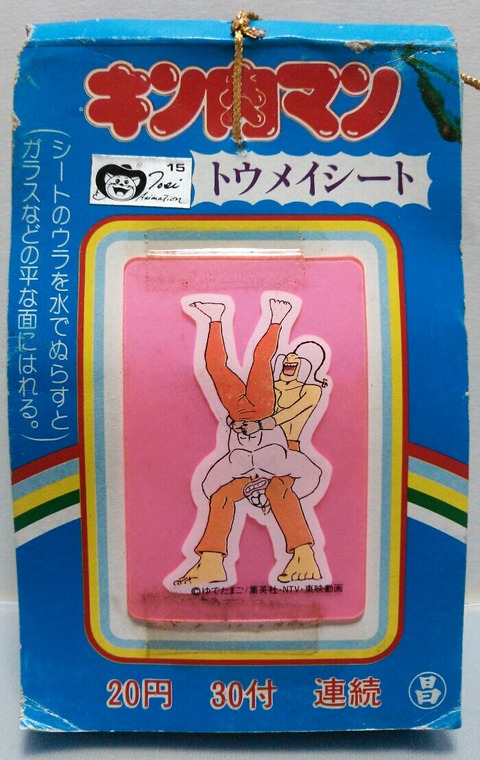 キン肉マン
15
Toei
Animation
トウメイシート
(シートのウラを水でぬらすと
ガラスなどの平な面にはれる。)
©ゆでたまご/集英社・NTV・東映動画
20円 30付 連続 昌